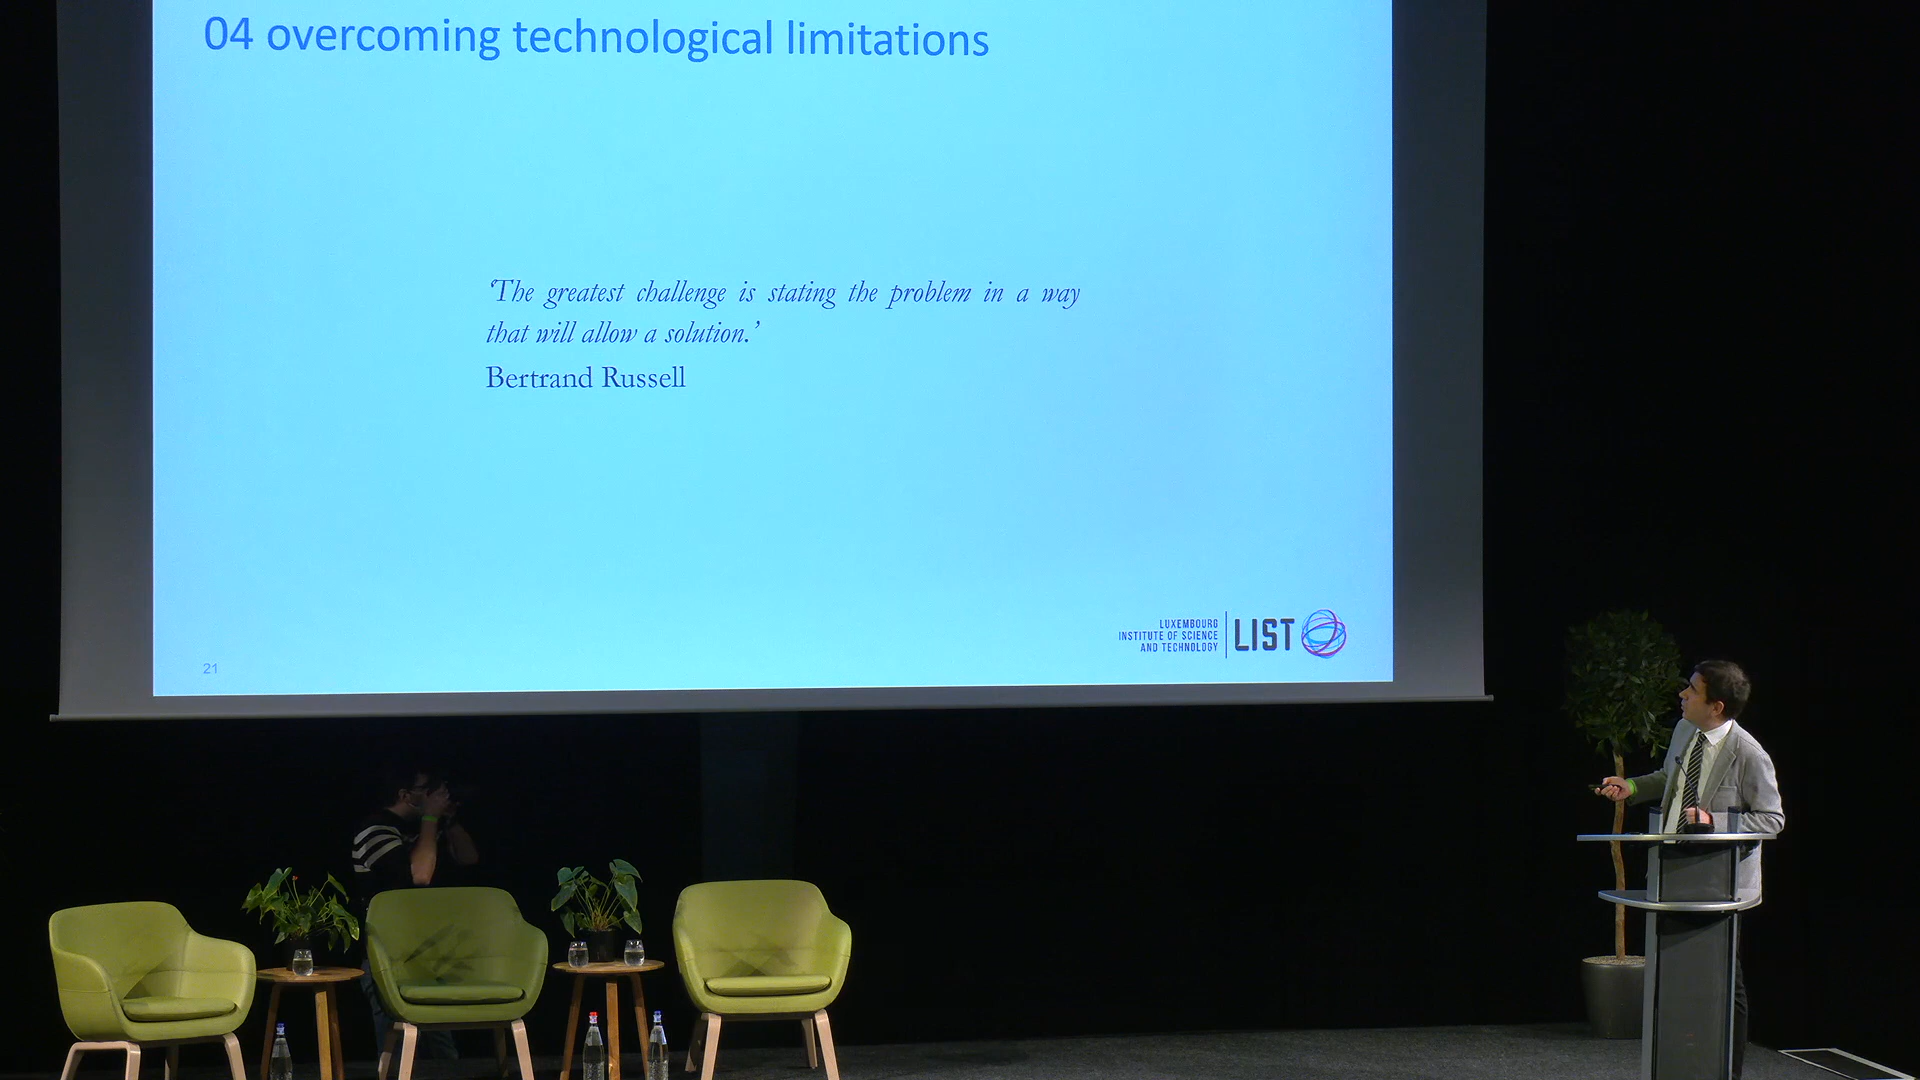 04 overcoming technological limitations
‘The greatest challenge is stating the problem in a way
that will allow a solution.’
Bertrand Russell
LUXEMBOURG
INSTITUTE OF SCIENCE
AND TECHNOLOGY
LIST
21